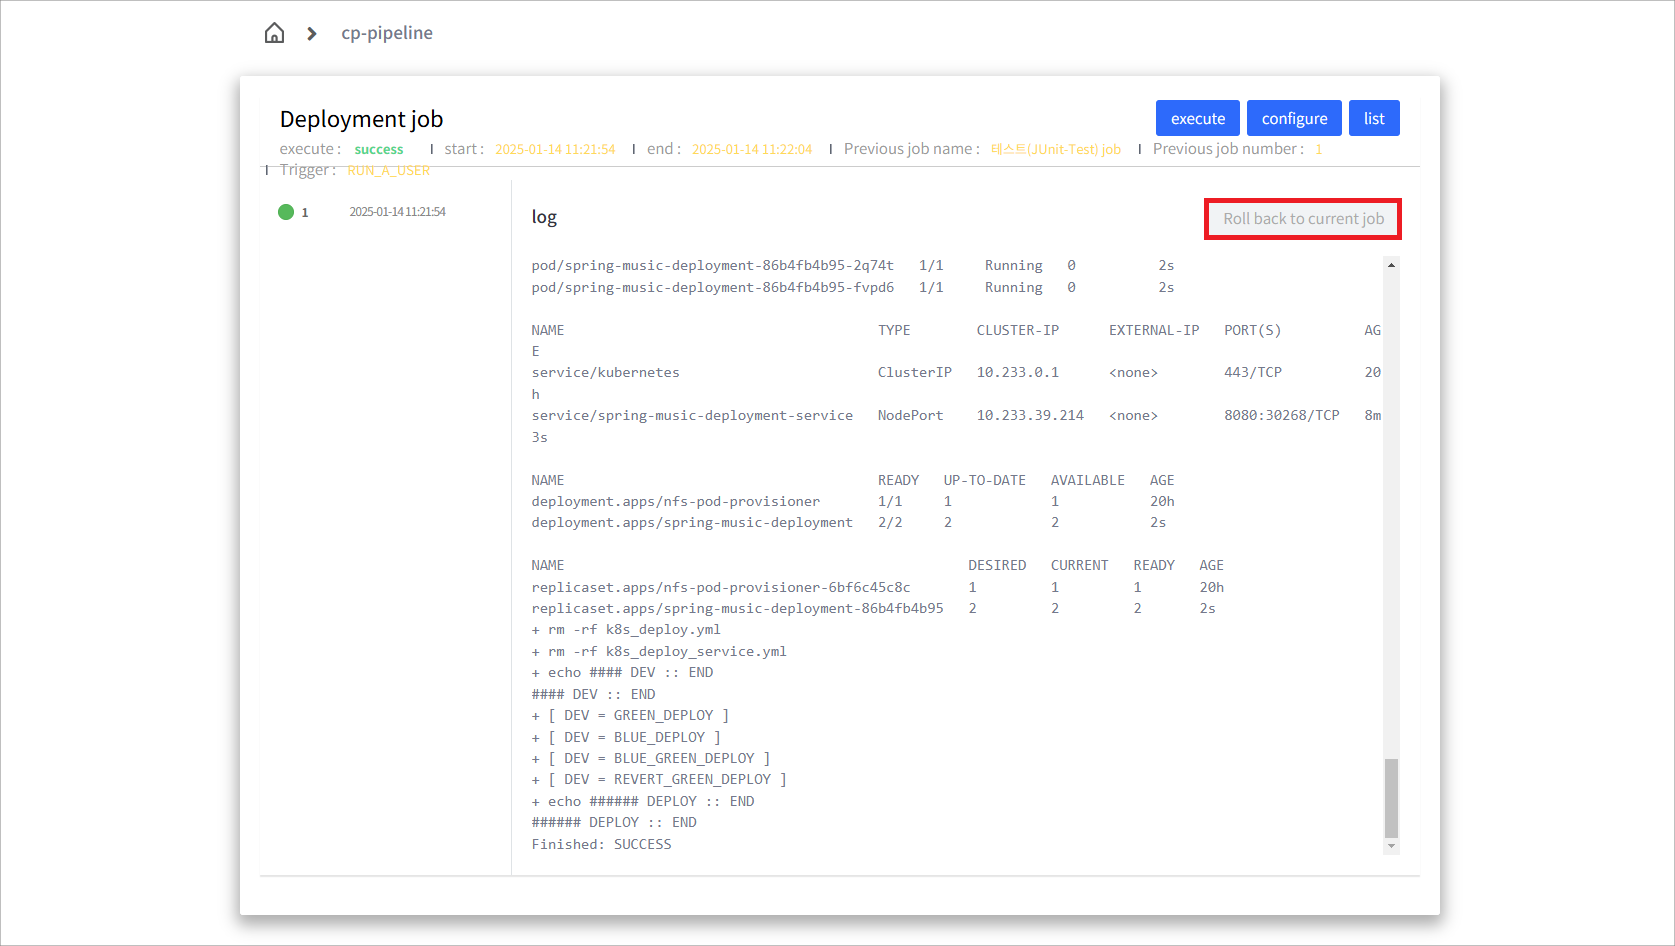 cp-pipeline
Deployment job
execute configure list
execute : success I start : 2025-01-14 11:21:54 I end : 2025-01-14 11:22:04 I Previous job name : 테스트(JUnit-Test) job I Previous job number : 1
I Trigger : RUN_A_USER
1 2025-01-14 11:21:54
log
Roll back to current job
pod/spring-music-deployment-86b4fb4b95-2q74t 1/1 Running 0 2s
pod/spring-music-deployment-86b4fb4b95-fvpd6 1/1 Running 0 2s
NAME TYPE CLUSTER-IP EXTERNAL-IP PORT(S) AG
E
service/kubernetes ClusterIP 10.233.0.1 <none> 443/TCP 20
h
service/spring-music-deployment-service NodePort 10.233.39.214 <none> 8080:30268/TCP 8m
3s
NAME READY UP-TO-DATE AVAILABLE AGE
deployment.apps/nfs-pod-provisioner 1/1 1 1 20h
deployment.apps/spring-music-deployment 2/2 2 2 2s
NAME DESIRED CURRENT READY AGE
replicaset.apps/nfs-pod-provisioner-6bf6c45c8c 1 1 1 20h
replicaset.apps/spring-music-deployment-86b4fb4b95 2 2 2 2s
+ rm -rf k8s_deploy.yml
+ rm -rf k8s_deploy_service.yml
+ echo #### DEV :: END
#### DEV :: END
+ [ DEV = GREEN_DEPLOY ]
+ [ DEV = BLUE_DEPLOY ]
+ [ DEV = BLUE_GREEN_DEPLOY ]
+ [ DEV = REVERT_GREEN_DEPLOY ]
+ echo ###### DEPLOY :: END
###### DEPLOY :: END
Finished: SUCCESS